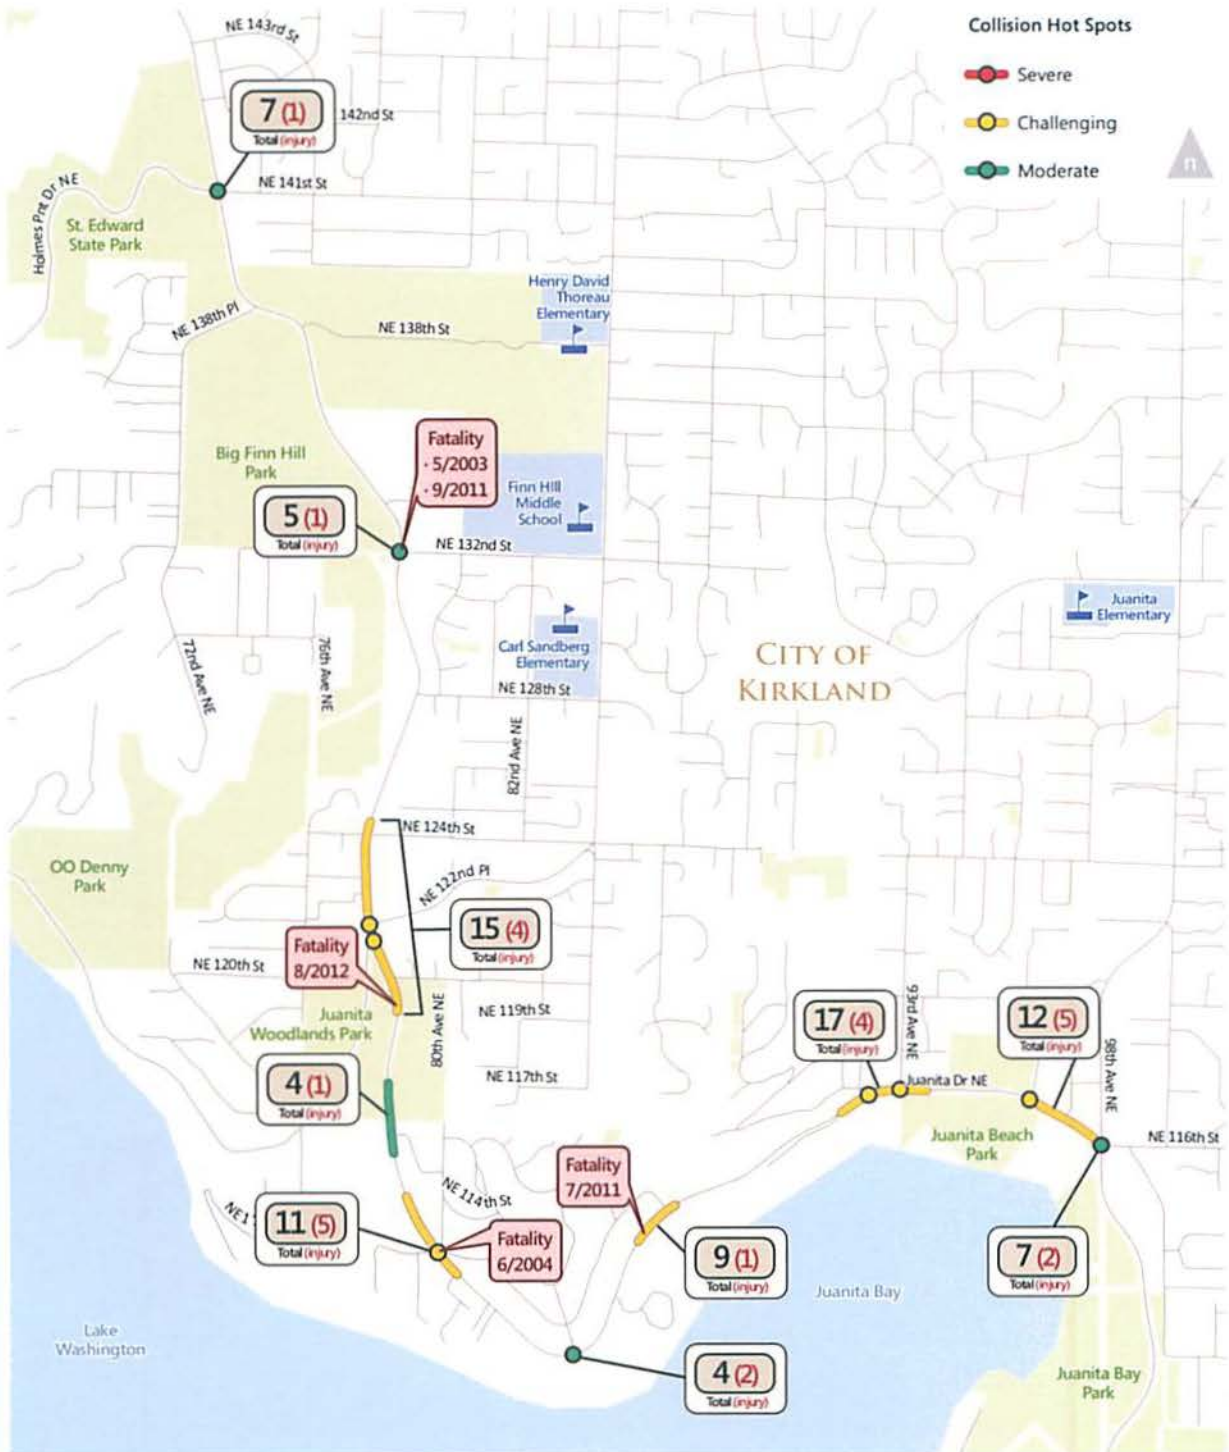 Collision Hot Spots
Severe
Challenging
Moderate
n
NE 143rd St
142nd St
7 (1)
Total (injury)
NE 141st St
Holmes Pnt Dr NE
St. Edward
State Park
Henry David
Thoreau
Elementary
NE 138th Pl
NE 138th St
Fatality
· 5/2003
· 9/2011
Big Finn Hill
Park
Finn Hill
Middle
School
5 (1)
Total (injury)
NE 132nd St
Juanita
Elementary
Carl Sandberg
Elementary
72nd Ave NE
76th Ave NE
NE 128th St
CITY OF
KIRKLAND
82nd Ave NE
NE 124th St
OO Denny
Park
NE 122nd Pl
15 (4)
Total (injury)
Fatality
8/2012
NE 120th St
Juanita
Woodlands Park
80th Ave NE
NE 119th St
17 (4)
Total (injury)
93rd Ave NE
12 (5)
Total (injury)
98th Ave NE
4 (1)
Total (injury)
NE 117th St
Juanita Dr NE
Juanita Beach
Park
NE 116th St
Fatality
7/2011
NE 114th St
NE1
11 (5)
Total (injury)
Fatality
6/2004
9 (1)
Total (injury)
7 (2)
Total (injury)
Juanita Bay
Lake
Washington
4 (2)
Total (injury)
Juanita Bay
Park